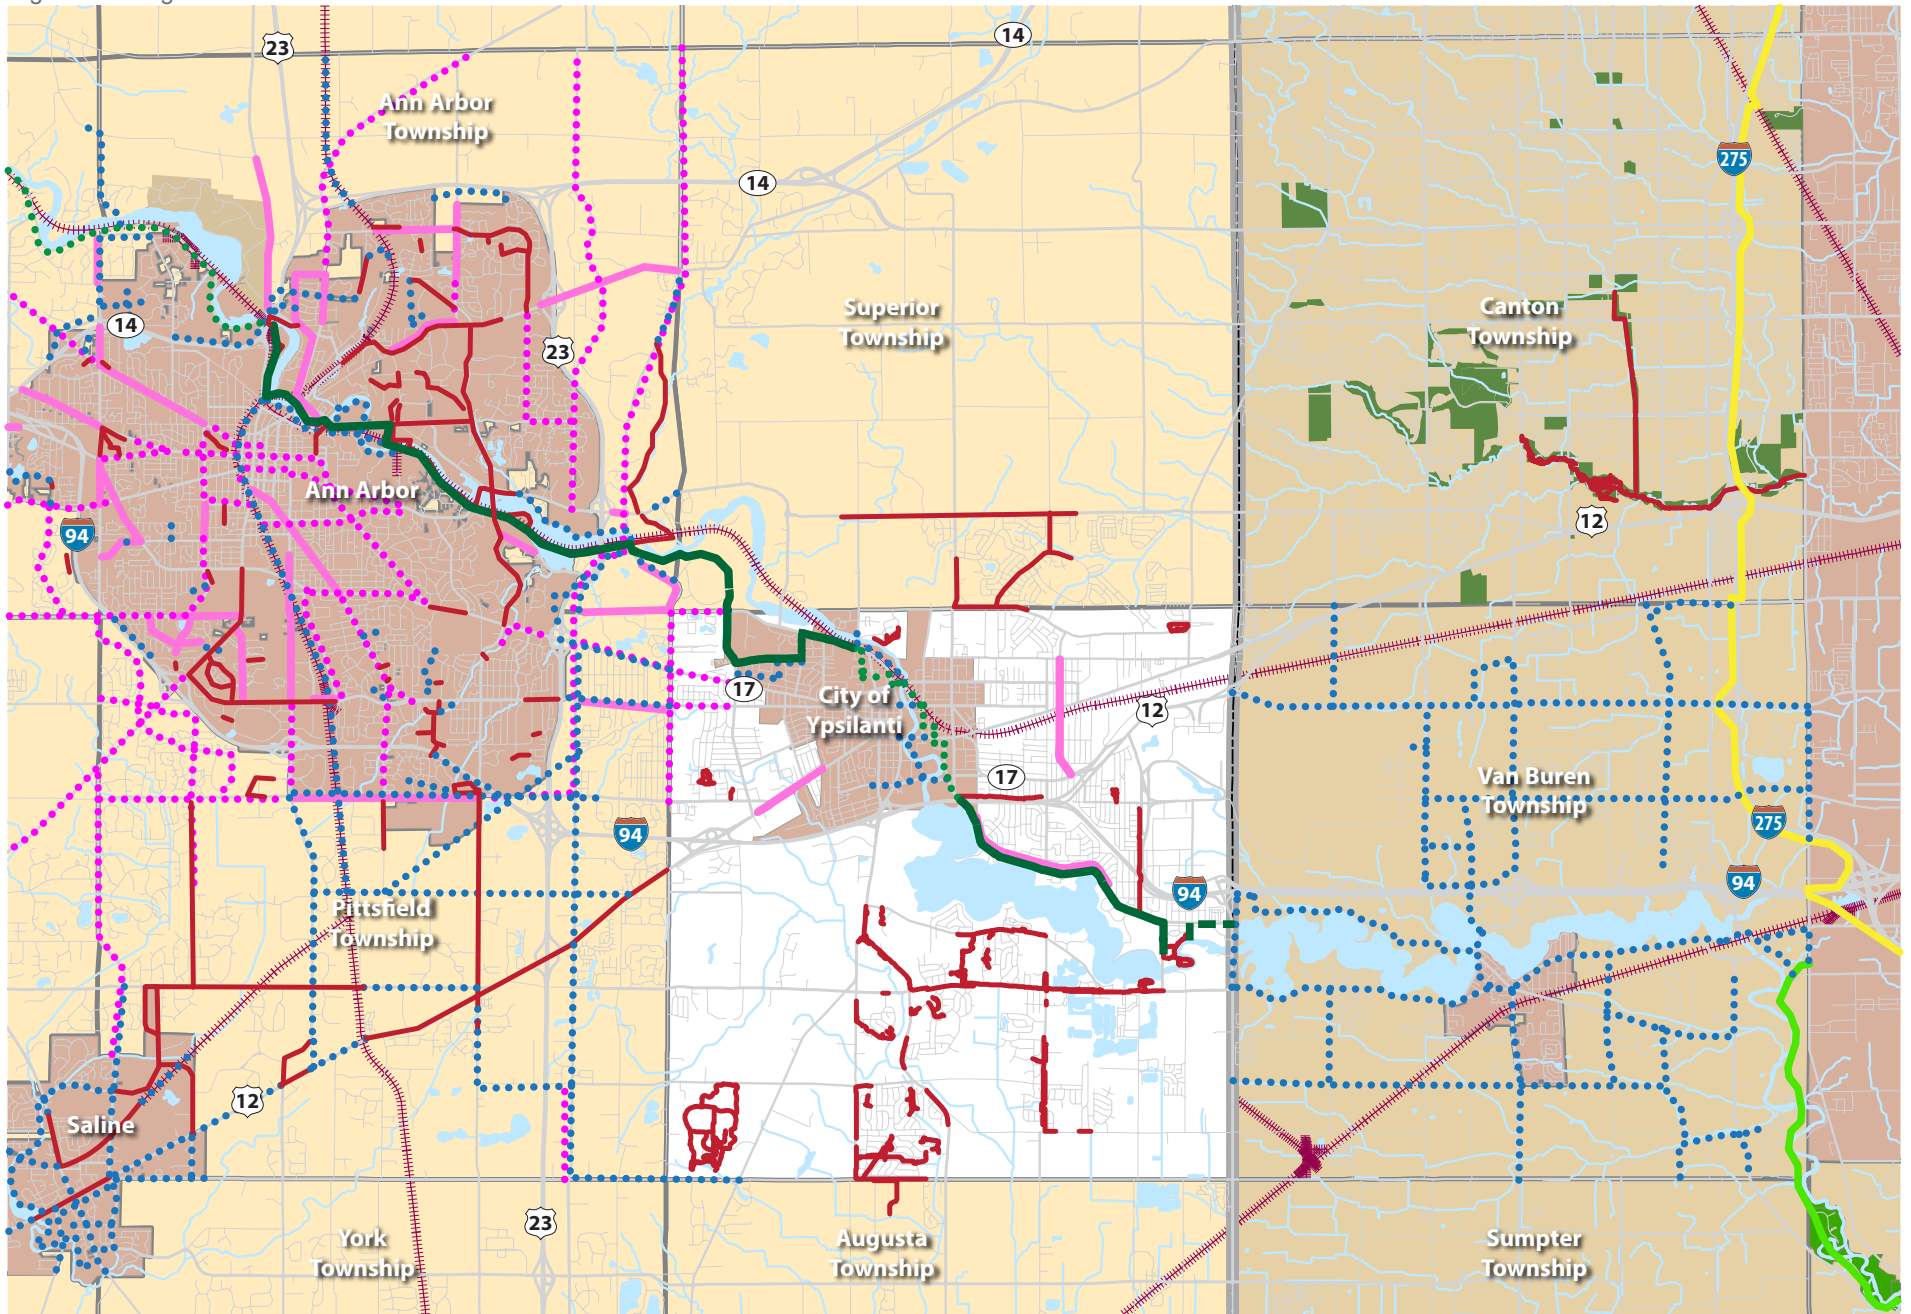 23
14
Ann Arbor
Township
275
14
Superior
Township
Canton
Township
14
23
Ann Arbor
94
12
17
City of
Ypsilanti
12
17
Van Buren
Township
275
94
94
94
Pittsfield
Township
12
Saline
23
York
Township
Augusta
Township
Sumpter
Township